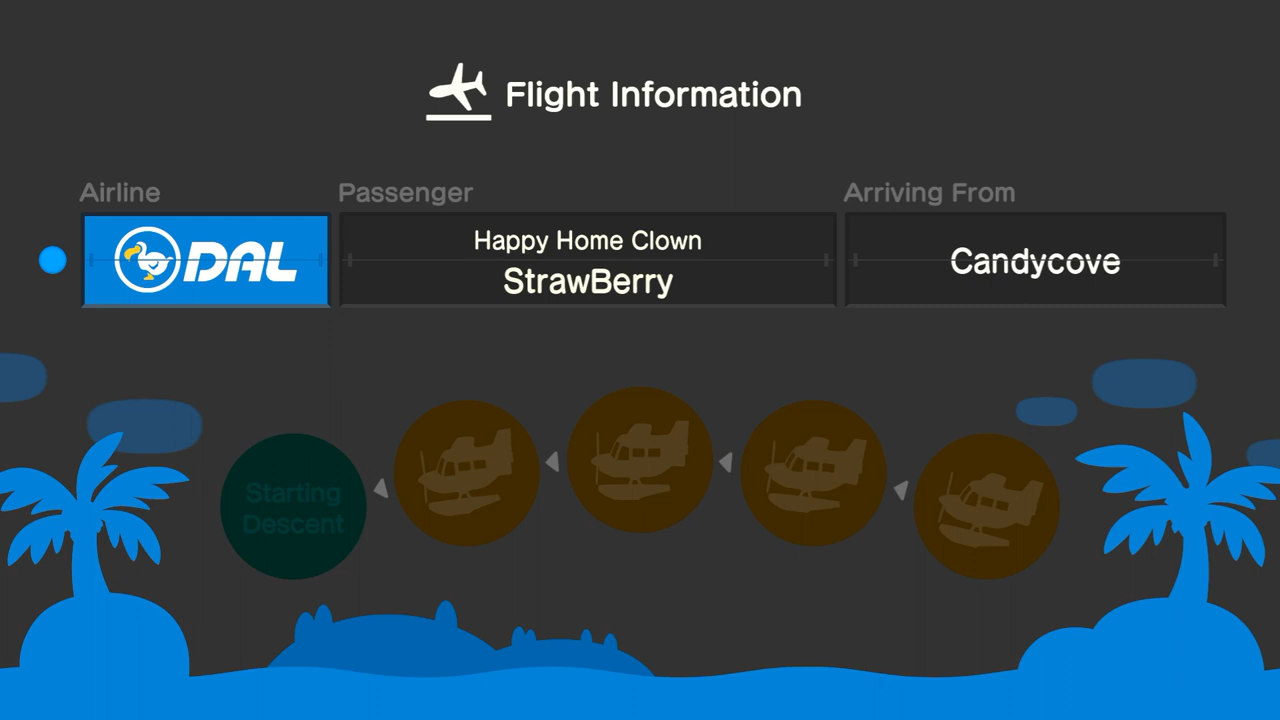 Flight Information
Airline
Passenger
Arriving From
DAL
Happy Home Clown
StrawBerry
Candycove
Starting
Descent